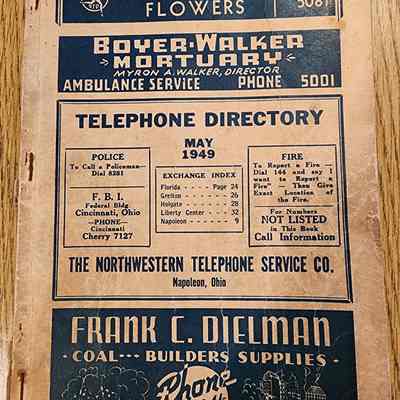 FLOWERS
5081
BOYER-WALKER
MORTUARY
MYRON A. WALKER, DIRECTOR
AMBULANCE SERVICE PHONE 5001
TELEPHONE DIRECTORY
MAY
1949
POLICE
To Call a Policeman—
Dial 8281
F. B. I.
Federal Bldg.
Cincinnati, Ohio
—PHONE—
Cincinnati
Cherry 7127
EXCHANGE INDEX
Florida - Page 24
Grelton - 26
Holgate - 28
Liberty Center - 32
Napoleon - 9
FIRE
To Report a Fire —
Dial 144 and say I
want to Report a
Fire" — Then Give
Exact Location of
the Fire.
For Numbers
NOT LISTED
in This Book
Call Information
THE NORTHWESTERN TELEPHONE SERVICE CO.
Napoleon, Ohio
FRANK C. DIELMAN
· COAL--- BUILDERS SUPPLIES ·
Phone